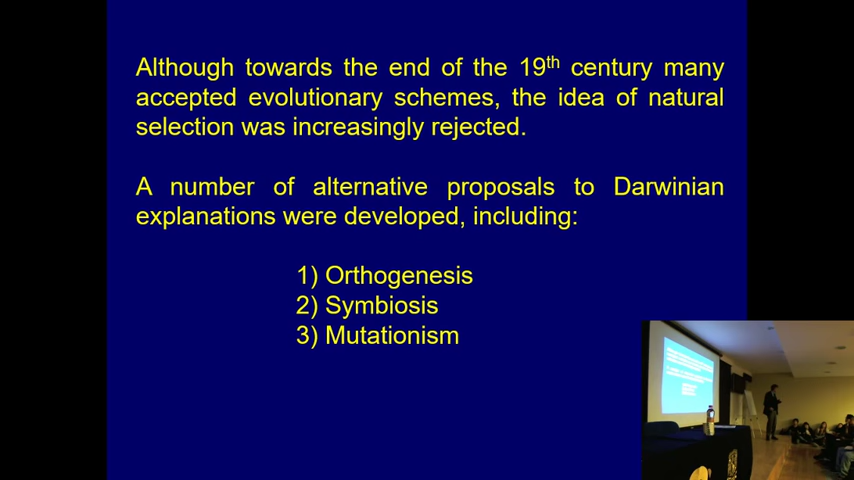 Although towards the end of the 19th century many
accepted evolutionary schemes, the idea of natural
selection was increasingly rejected.
A number of alternative proposals to Darwinian
explanations were developed, including:
1) Orthogenesis
2) Symbiosis
3) Mutationism